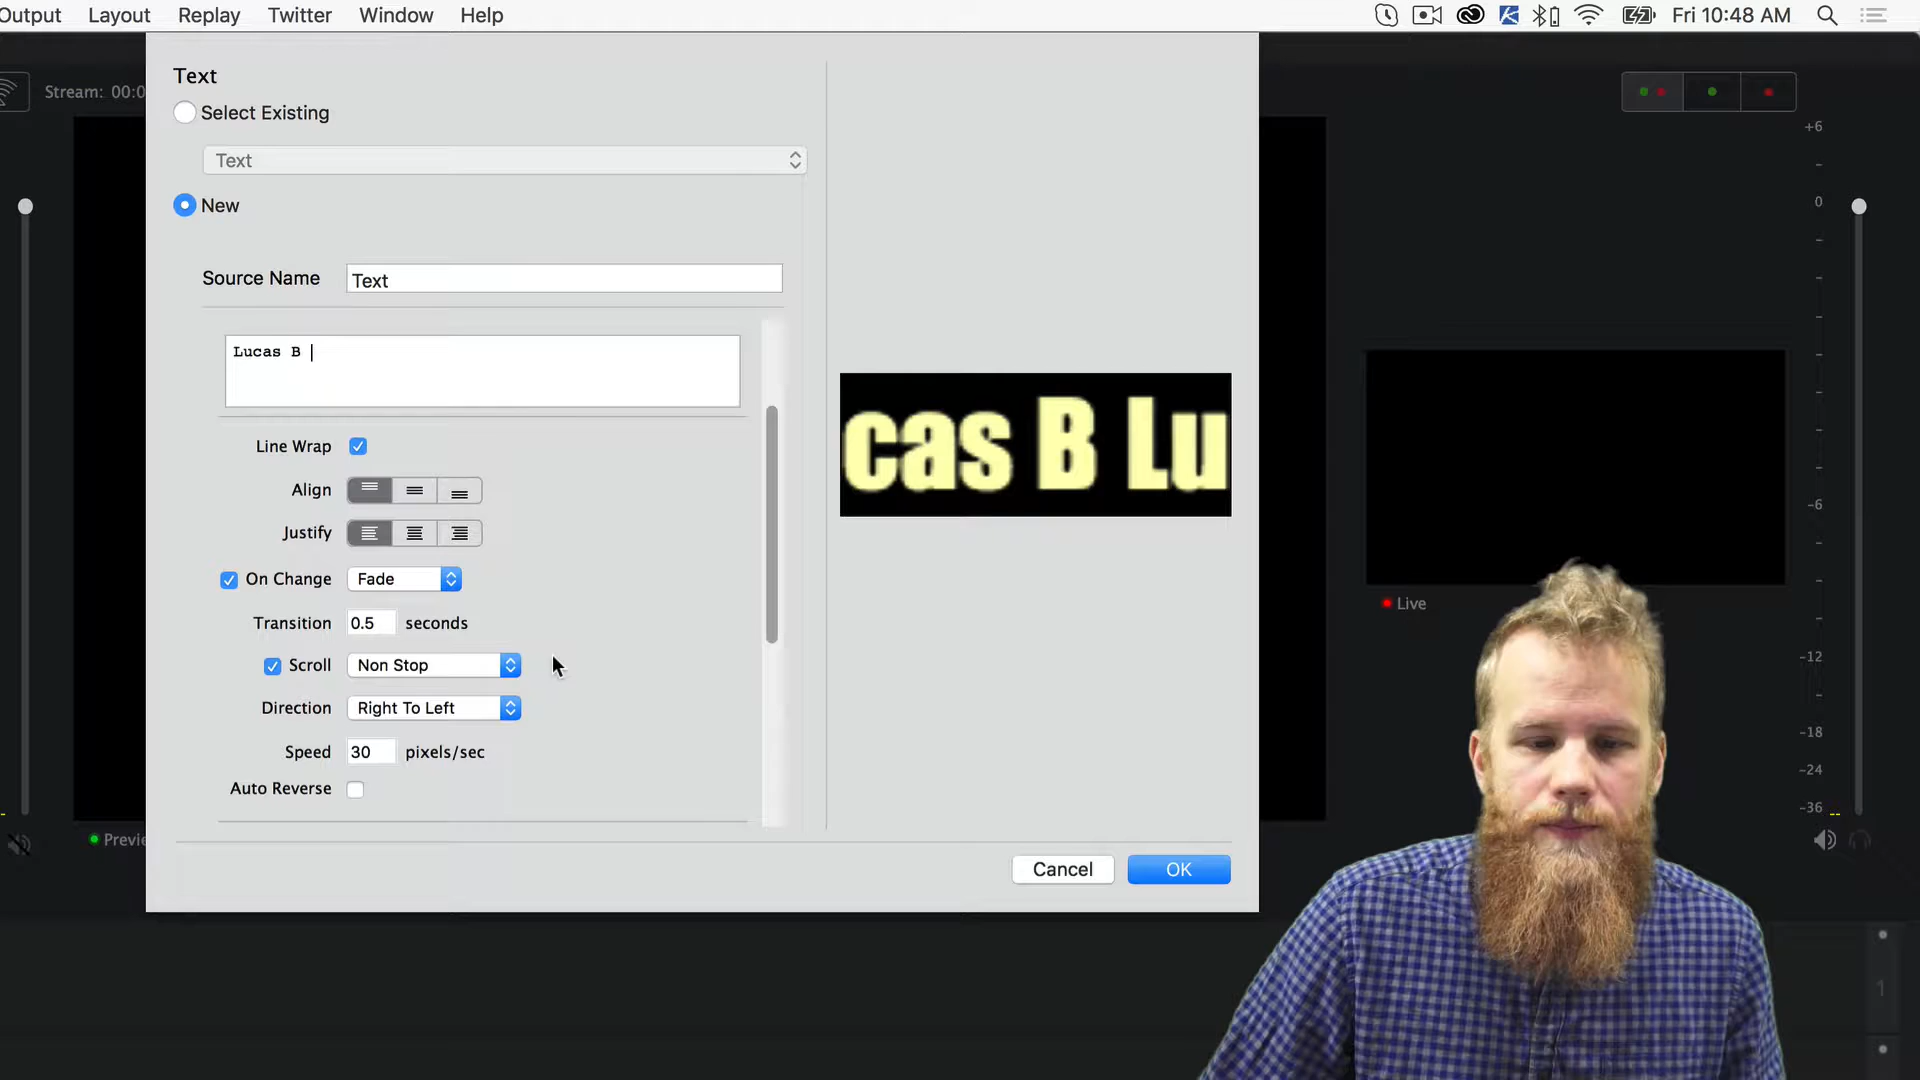 Output Layout Replay Twitter Window Help Fri 10:48 AM
Stream: 00:0
Text
Select Existing
Text
New
Source Name Text
Lucas B
cas B Lu
Line Wrap
Align
Justify
On Change Fade
Transition 0.5 seconds
Scroll Non Stop
Direction Right To Left
Speed 30 pixels/sec
Auto Reverse
Cancel OK
Previe
Live
+6
0
-6
-12
-18
-24
-36
1